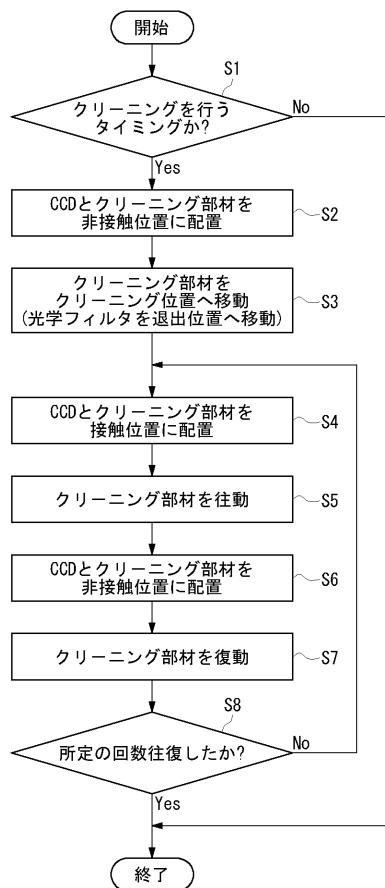 開始
S1
クリーニングを行う
タイミングか?
No
Yes
CCDとクリーニング部材を
非接触位置に配置
S2
クリーニング部材を
クリーニング位置へ移動
(光学フィルタを退出位置へ移動)
S3
CCDとクリーニング部材を
接触位置に配置
S4
クリーニング部材を往動
S5
CCDとクリーニング部材を
非接触位置に配置
S6
クリーニング部材を復動
S7
S8
所定の回数往復したか?
No
Yes
終了